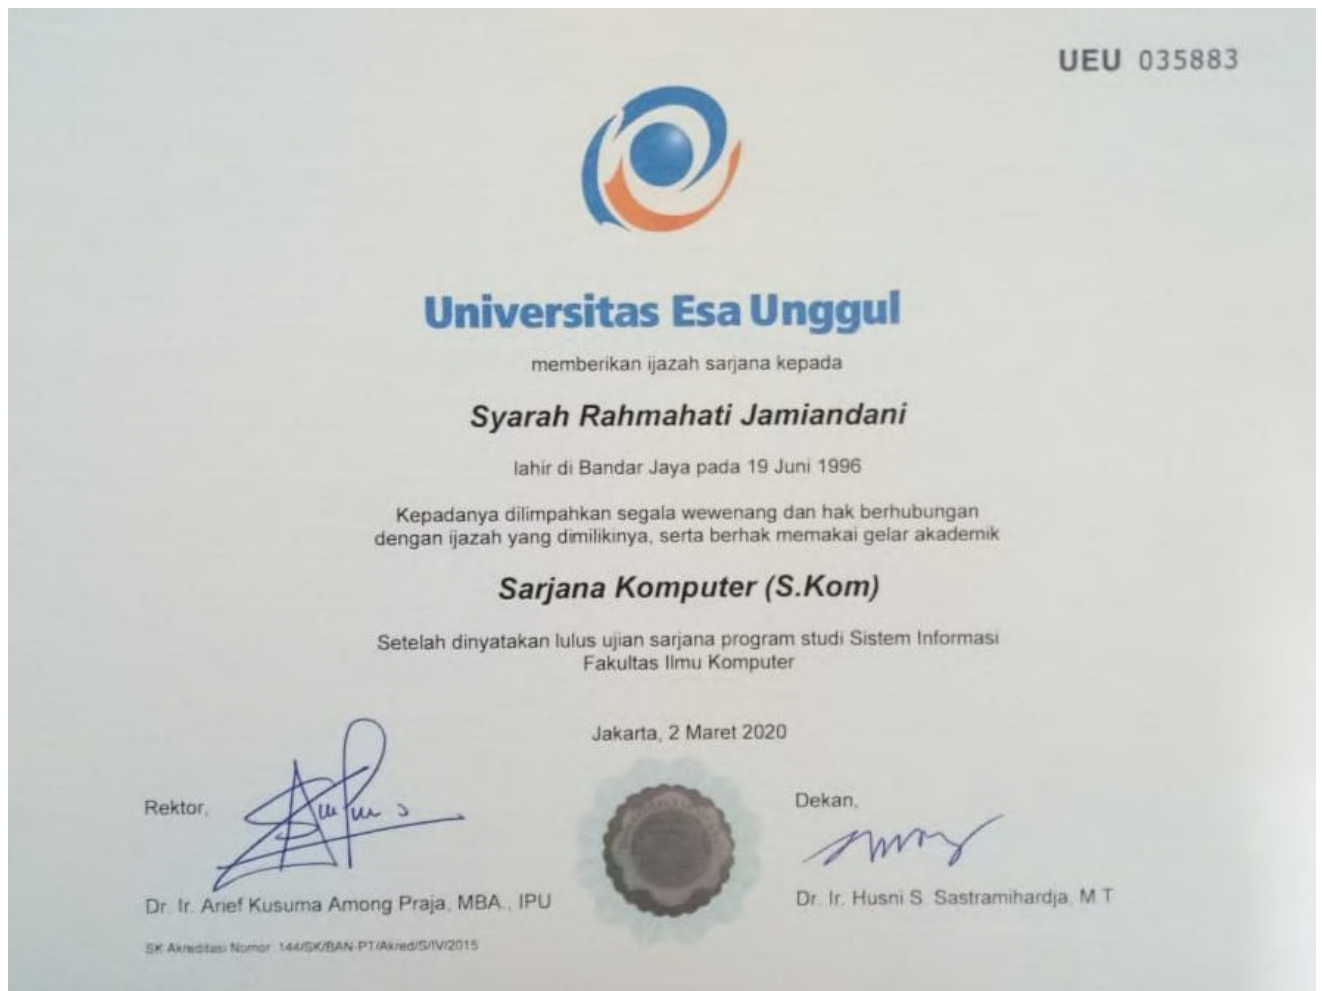 UEU 035883
Universitas Esa Unggul
memberikan ijazah sarjana kepada
Syarah Rahmahati Jamiandani
lahir di Bandar Jaya pada 19 Juni 1996
Kepadanya dilimpahkan segala wewenang dan hak berhubungan
dengan ijazah yang dimilikinya, serta berhak memakai gelar akademik
Sarjana Komputer (S.Kom)
Setelah dinyatakan lulus ujian sarjana program studi Sistem Informasi
Fakultas Ilmu Komputer
Jakarta, 2 Maret 2020
Rektor,
Dekan,
Dr. Ir. Arief Kusuma Among Praja, MBA., IPU
Dr. Ir. Husni S. Sastramihardja, M.T
SK Akreditasi Nomor: 144/SK/BAN-PT/Akred/S/IV/2015